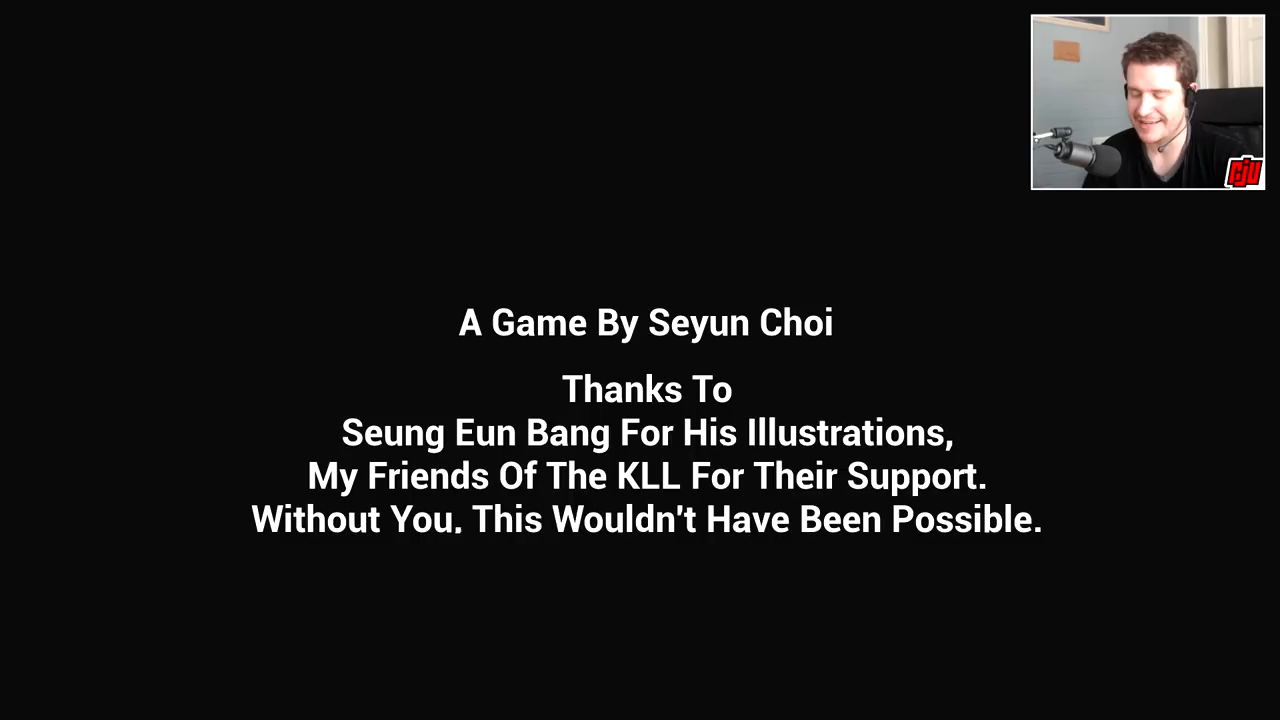 A Game By Seyun Choi
Thanks To
Seung Eun Bang For His Illustrations,
My Friends Of The KLL For Their Support.
Without You, This Wouldn't Have Been Possible.
CJU